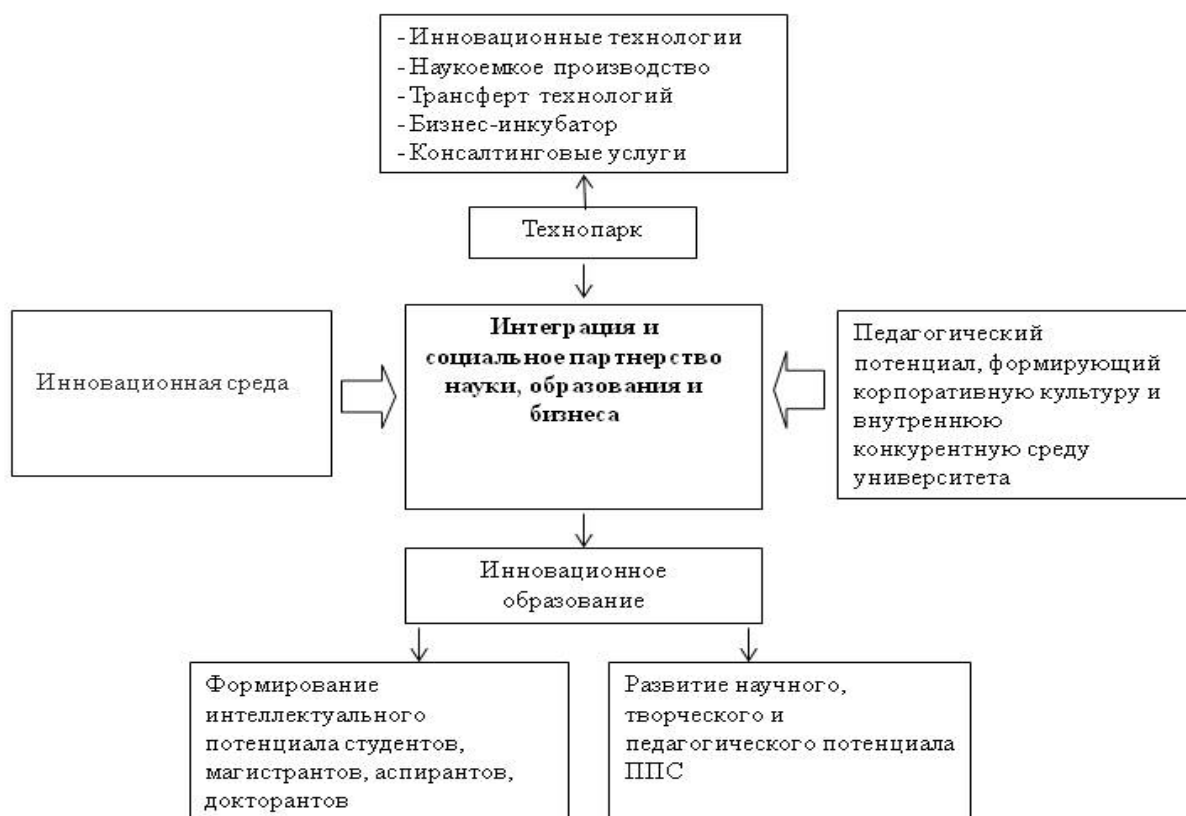 - Инновационные технологии
- Наукоемкое производство
- Трансферт технологий
- Бизнес-инкубатор
- Консалтинговые услуги
Технопарк
Инновационная среда
Интеграция и
социальное партнерство
науки, образования и
бизнеса
Педагогический
потенциал, формирующий
корпоративную культуру и
внутреннюю
конкурентную среду
университета
Инновационное
образование
Формирование
интеллектуального
потенциала студентов,
магистрантов, аспирантов,
докторантов
Развитие научного,
творческого и
педагогического потенциала
ППС